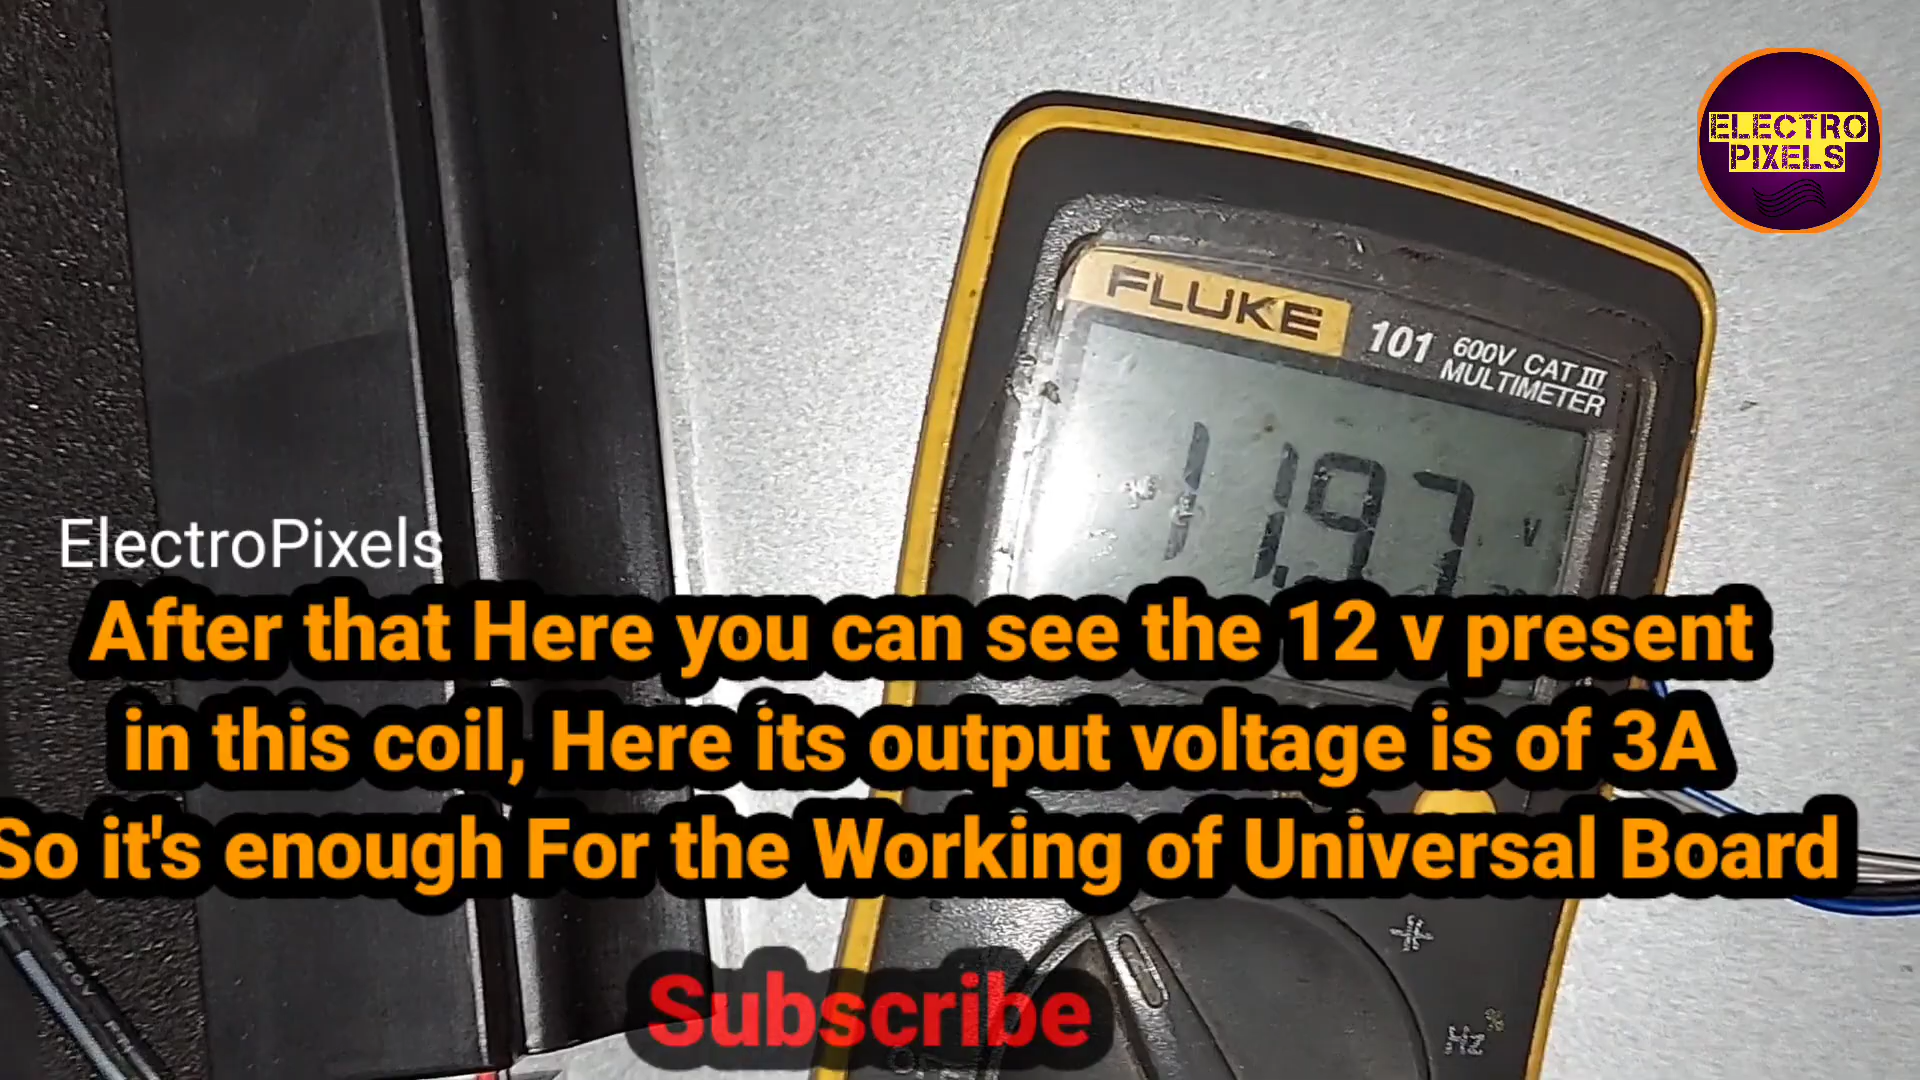 ELECTRO
PIXELS
FLUKE
101
600V CAT III
MULTIMETER
11.97 V
ElectroPixels
After that Here you can see the 12 v present
in this coil, Here its output voltage is of 3A
So it's enough For the Working of Universal Board
Subscribe